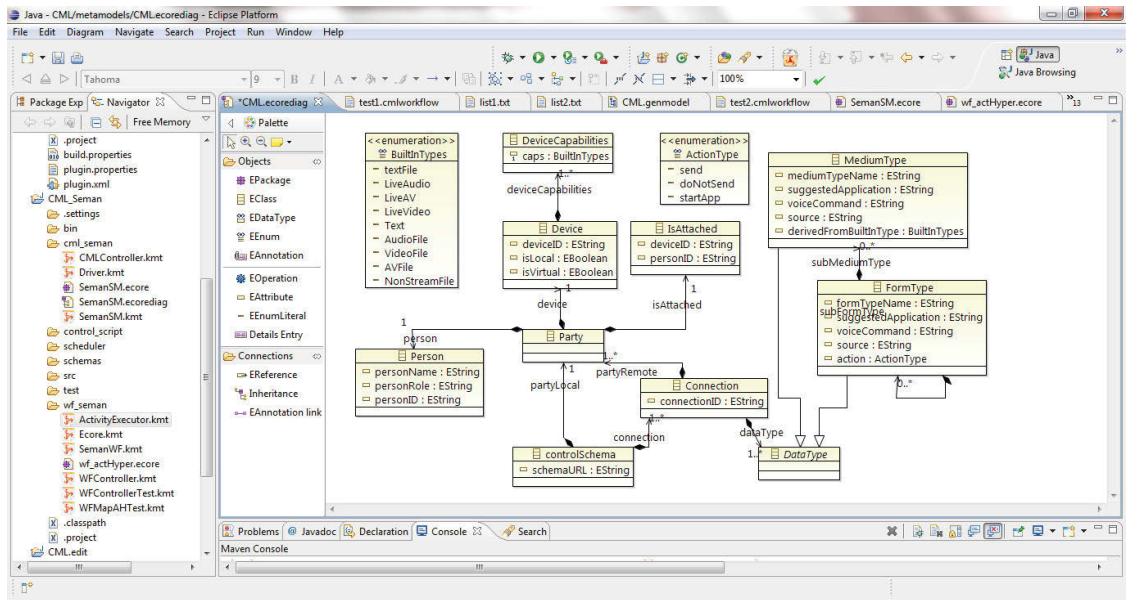 Java - CML/metamodels/CML.ecorediag - Eclipse Platform
File Edit Diagram Navigate Search Project Run Window Help
Java
Java Browsing
Tahoma 9 B I A 100%
Package Exp Navigator
Free Memory
.project
build.properties
plugin.properties
plugin.xml
CML_Seman
.settings
bin
cml_seman
CMLController.kmt
Driver.kmt
SemanSM.ecore
SemanSM.ecorediag
SemanSM.kmt
control_script
scheduler
schemas
src
test
wf_seman
ActivityExecutor.kmt
Ecore.kmt
SemanWF.kmt
wf_actHyper.ecore
WFController.kmt
WFControllerTest.kmt
WFMapAHTest.kmt
.classpath
.project
CML.edit
*CML.ecorediag test1.cmlworkflow list1.txt list2.txt CML.genmodel test2.cmlworkflow SemanSM.ecore wf_actHyper.ecore »13
Palette
Objects
EPackage
EClass
EDataType
EEnum
EAnnotation
EOperation
EAttribute
EEnumLiteral
Details Entry
Connections
EReference
Inheritance
EAnnotation link
<<enumeration>>
BuiltInTypes
textFile
LiveAudio
LiveAV
LiveVideo
Text
AudioFile
VideoFile
AVFile
NonStreamFile
DeviceCapabilities
caps : BuiltInTypes
1..*
deviceCapabilities
<<enumeration>>
ActionType
send
doNotSend
startApp
MediumType
mediumTypeName : EString
suggestedApplication : EString
voiceCommand : EString
source : EString
derivedFromBuiltInType : BuiltInTypes
0..*
subMediumType
Device
deviceID : EString
isLocal : EBoolean
isVirtual : EBoolean
1
device
IsAttached
deviceID : EString
personID : EString
1
isAttached
FormType
formTypeName : EString
suggestedApplication : EString
subFormType
voiceCommand : EString
source : EString
action : ActionType
0..*
1
person
Party
1..*
partyRemote
1
partyLocal
Person
personName : EString
personRole : EString
personID : EString
Connection
connectionID : EString
1..*
connection
dataType
1..*
controlSchema
schemaURL : EString
DataType
Problems Javadoc Declaration Console Search
Maven Console